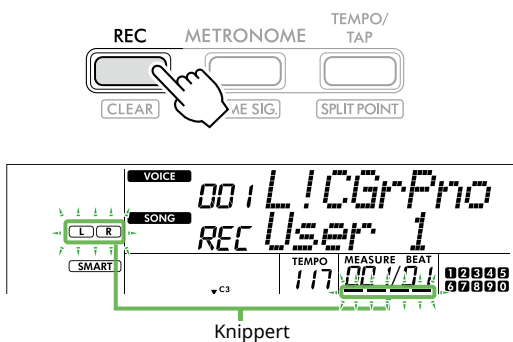 TEMPO/
REC METRONOME TAP
CLEAR ME SIG. SPLIT POINT
VOICE 001 L!CGrPno
SONG REC User 1
L R
SMART TEMPO MEASURE BEAT
117 001/01 12345
C3 67890
Knippert